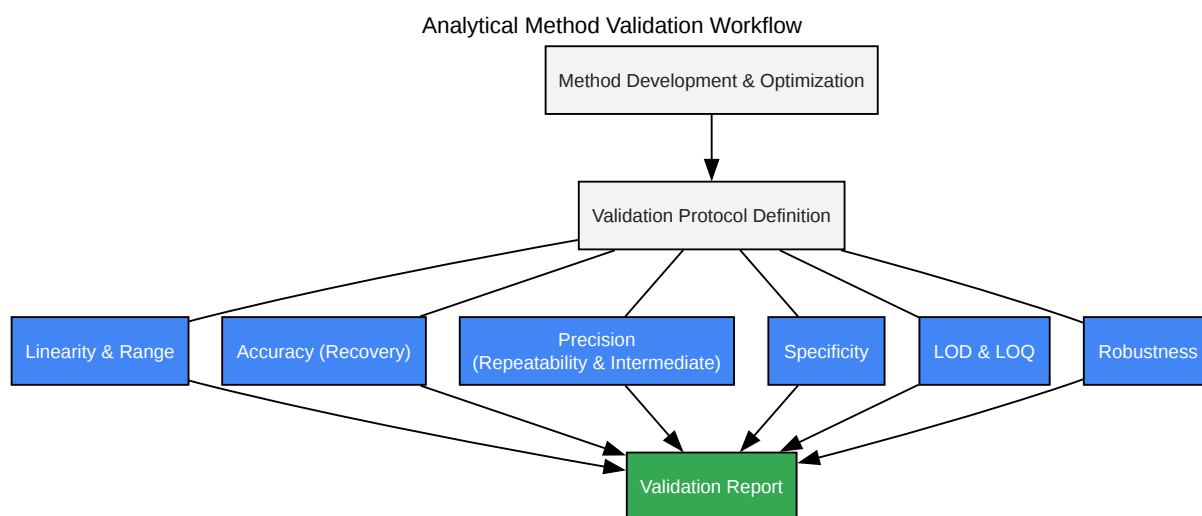 Analytical Method Validation Workflow
Method Development & Optimization
Validation Protocol Definition
Linearity & Range
Accuracy (Recovery)
Precision
(Repeatability & Intermediate)
Specificity
LOD & LOQ
Robustness
Validation Report